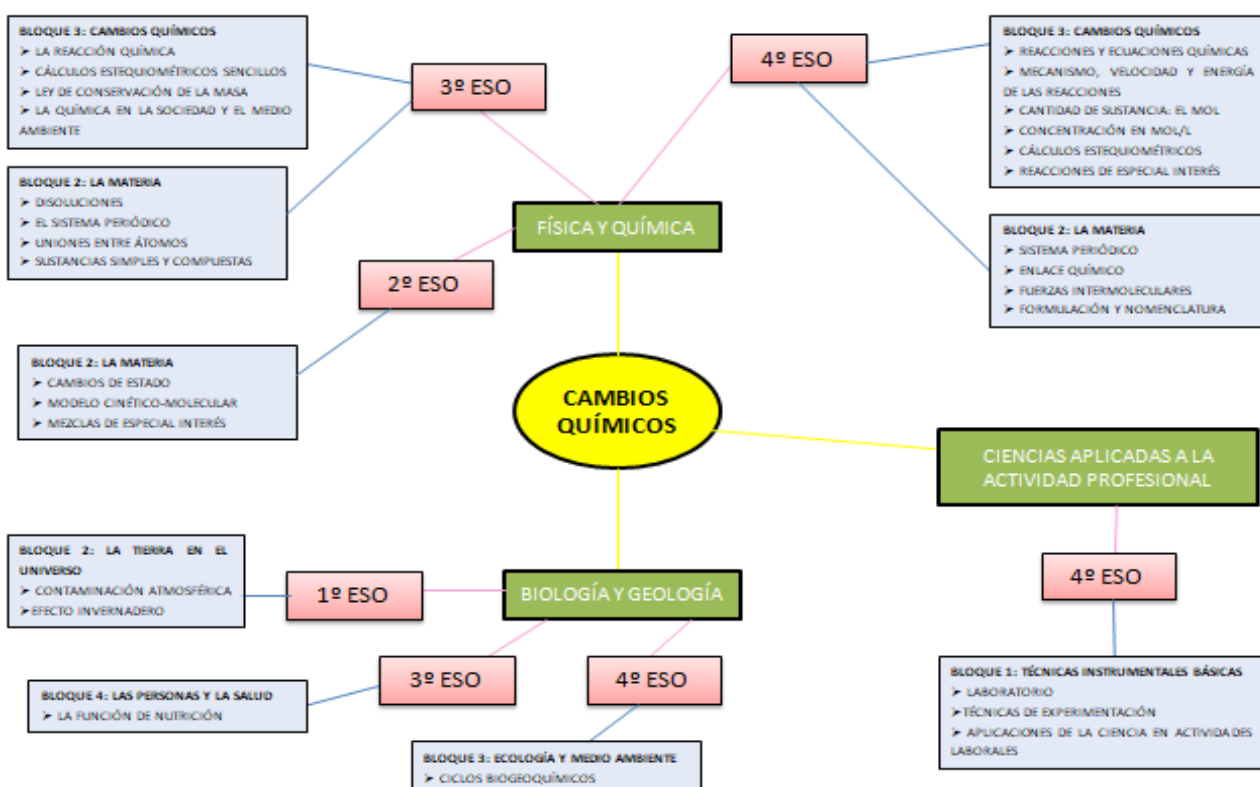 BLOQUE 3: CAMBIOS QUÍMICOS
➢ LA REACCIÓN QUÍMICA
➢ CÁLCULOS ESTEQUIOMÉTRICOS SENCILLOS
➢ LEY DE CONSERVACIÓN DE LA MASA
➢ LA QUÍMICA EN LA SOCIEDAD Y EL MEDIO
AMBIENTE
3º ESO
4º ESO
BLOQUE 3: CAMBIOS QUÍMICOS
➢ REACCIONES Y ECUACIONES QUÍMICAS
➢ MECANISMO, VELOCIDAD Y ENERGÍA
DE LAS REACCIONES
➢ CANTIDAD DE SUSTANCIA: EL MOL
➢ CONCENTRACIÓN EN MOL/L
➢ CÁLCULOS ESTEQUIOMÉTRICOS
➢ REACCIONES DE ESPECIAL INTERÉS
BLOQUE 2: LA MATERIA
➢ DISOLUCIONES
➢ EL SISTEMA PERIÓDICO
➢ UNIONES ENTRE ÁTOMOS
➢ SUSTANCIAS SIMPLES Y COMPUESTAS
FÍSICA Y QUÍMICA
BLOQUE 2: LA MATERIA
➢ SISTEMA PERIÓDICO
➢ ENLACE QUÍMICO
➢ FUERZAS INTERMOLECULARES
➢ FORMULACIÓN Y NOMENCLATURA
2º ESO
BLOQUE 2: LA MATERIA
➢ CAMBIOS DE ESTADO
➢ MODELO CINÉTICO-MOLECULAR
➢ MEZCLAS DE ESPECIAL INTERÉS
CAMBIOS
QUÍMICOS
CIENCIAS APLICADAS A LA
ACTIVIDAD PROFESIONAL
BLOQUE 2: LA TIERRA EN EL
UNIVERSO
➢ CONTAMINACIÓN ATMOSFÉRICA
➢EFECTO INVERNADERO
1º ESO
BIOLOGÍA Y GEOLOGÍA
4º ESO
3º ESO
4º ESO
BLOQUE 4: LAS PERSONAS Y LA SALUD
➢ LA FUNCIÓN DE NUTRICIÓN
BLOQUE 1: TÉCNICAS INSTRUMENTALES BÁSICAS
➢ LABORATORIO
➢TÉCNICAS DE EXPERIMENTACIÓN
➢ APLICACIONES DE LA CIENCIA EN ACTIVIDADES
LABORALES
BLOQUE 3: ECOLOGÍA Y MEDIO AMBIENTE
➢ CICLOS BIOGEOQUÍMICOS